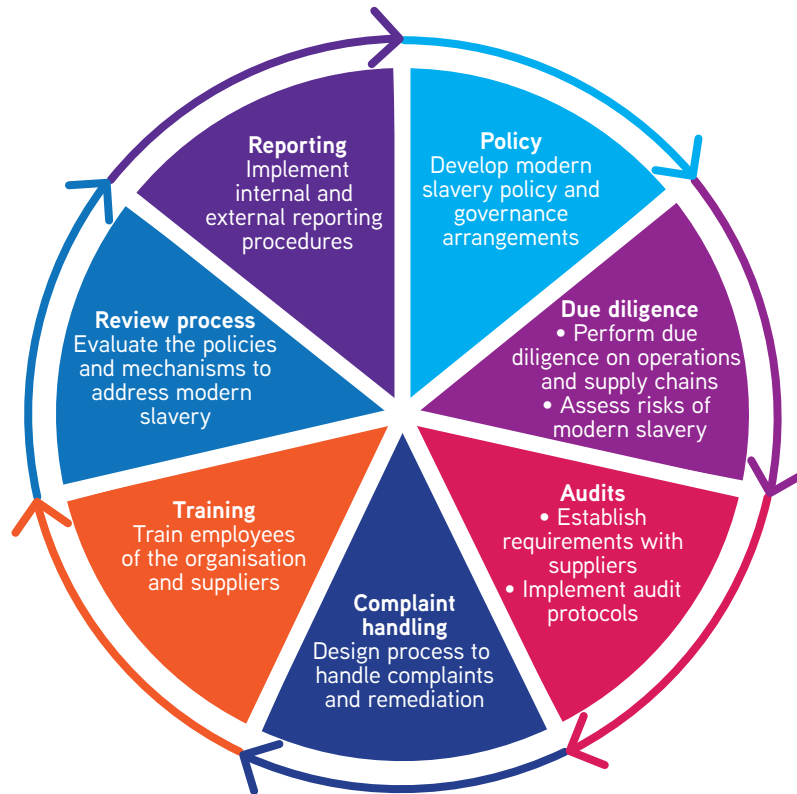 Policy
Develop modern
slavery policy and
governance
arrangements
Due diligence
• Perform due
diligence on operations
and supply chains
• Assess risks of
modern slavery
Audits
• Establish
requirements with
suppliers
• Implement audit
protocols
Complaint
handling
Design process to
handle complaints
and remediation
Training
Train employees
of the organisation
and suppliers
Review process
Evaluate the policies
and mechanisms to
address modern
slavery
Reporting
Implement
internal and
external reporting
procedures